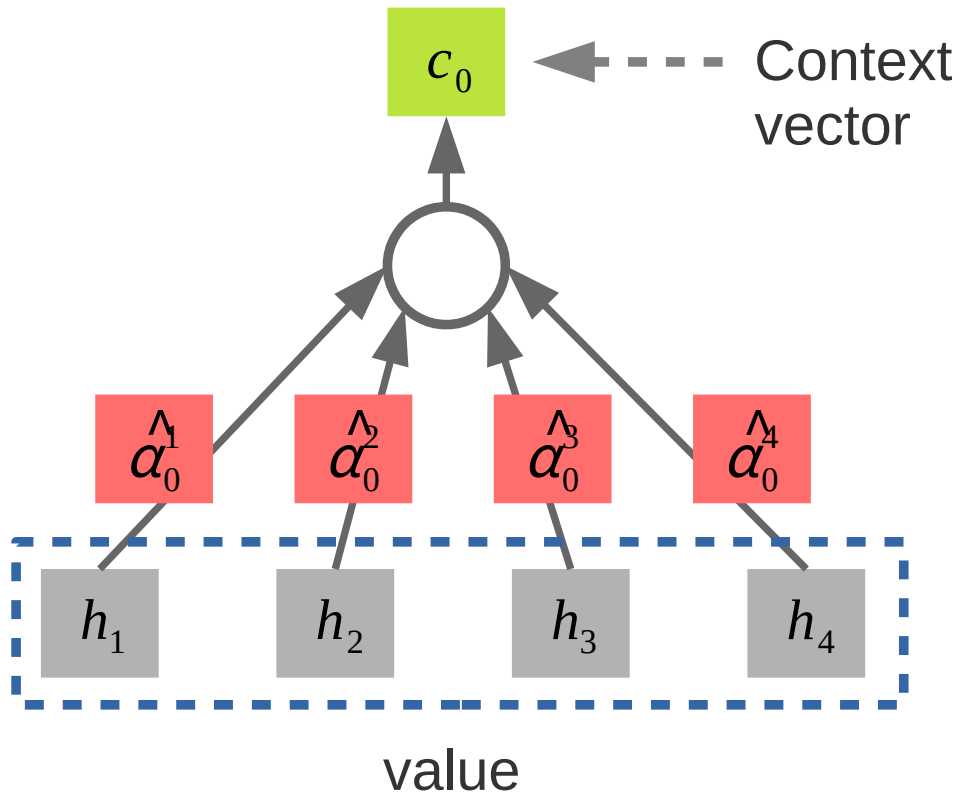 c₀
Context
vector
α̂₀¹ α̂₀² α̂₀³ α̂₀⁴
h₁ h₂ h₃ h₄
value